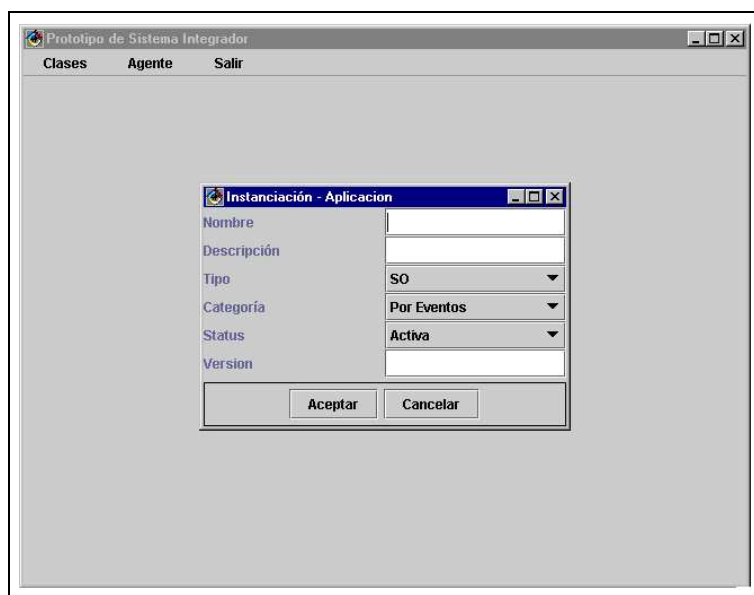 Prototipo de Sistema Integrador
Clases Agente Salir
Instanciación - Aplicacion
Nombre
Descripción
Tipo SO
Categoría Por Eventos
Status Activa
Version
Aceptar Cancelar